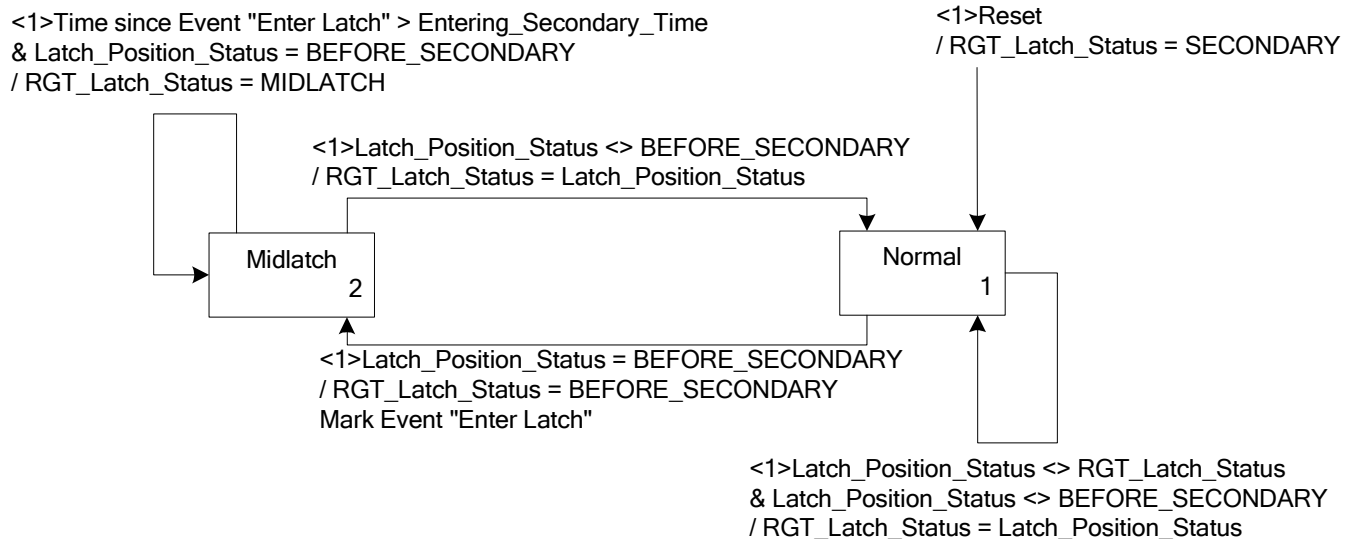 <1>Time since Event "Enter Latch" > Entering_Secondary_Time
& Latch_Position_Status = BEFORE_SECONDARY
/ RGT_Latch_Status = MIDLATCH
<1>Reset
/ RGT_Latch_Status = SECONDARY
<1>Latch_Position_Status <> BEFORE_SECONDARY
/ RGT_Latch_Status = Latch_Position_Status
Midlatch
2
Normal
1
<1>Latch_Position_Status = BEFORE_SECONDARY
/ RGT_Latch_Status = BEFORE_SECONDARY
Mark Event "Enter Latch"
<1>Latch_Position_Status <> RGT_Latch_Status
& Latch_Position_Status <> BEFORE_SECONDARY
/ RGT_Latch_Status = Latch_Position_Status